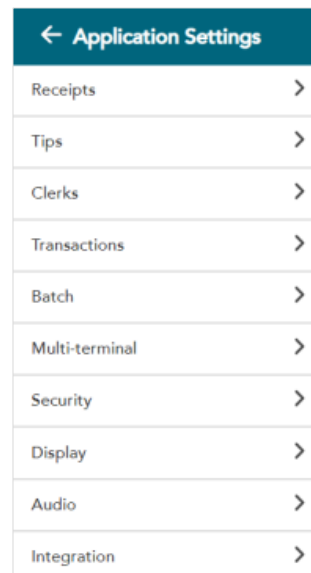 Application Settings
Receipts
Tips
Clerks
Transactions
Batch
Multi-terminal
Security
Display
Audio
Integration